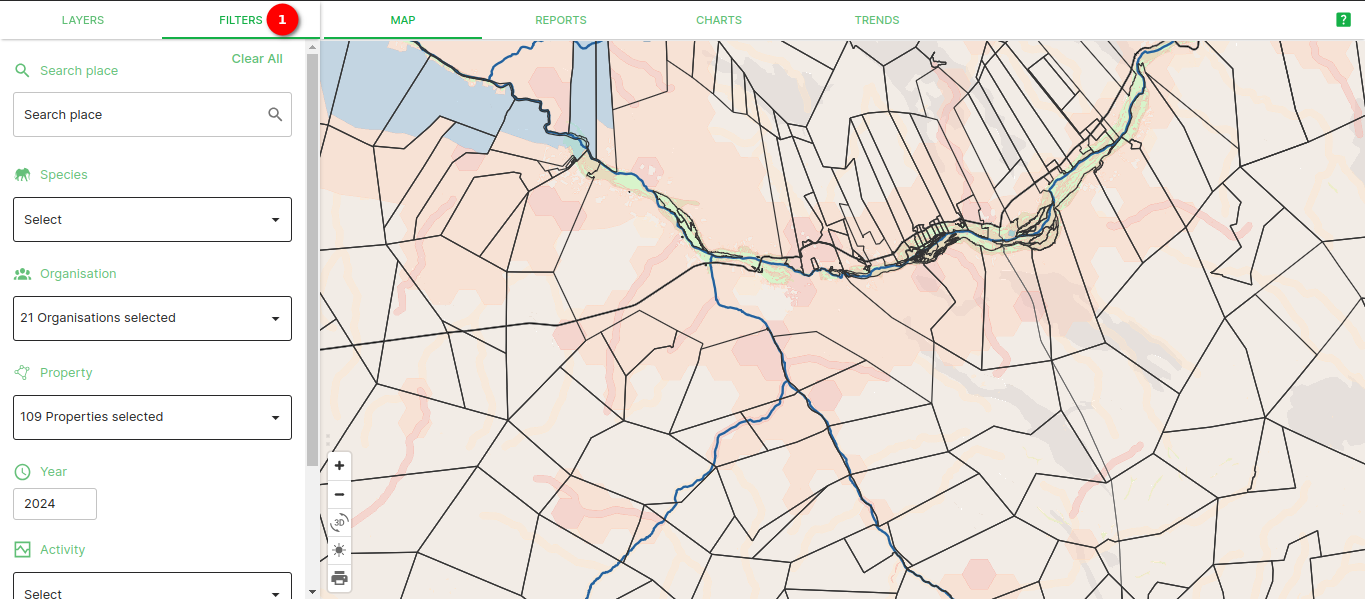 LAYERS
FILTERS
1
MAP
REPORTS
CHARTS
TRENDS
?
Clear All
Search place
Search place
Species
Select
Organisation
21 Organisations selected
Property
109 Properties selected
Year
2024
Activity
Select
+
−
3D